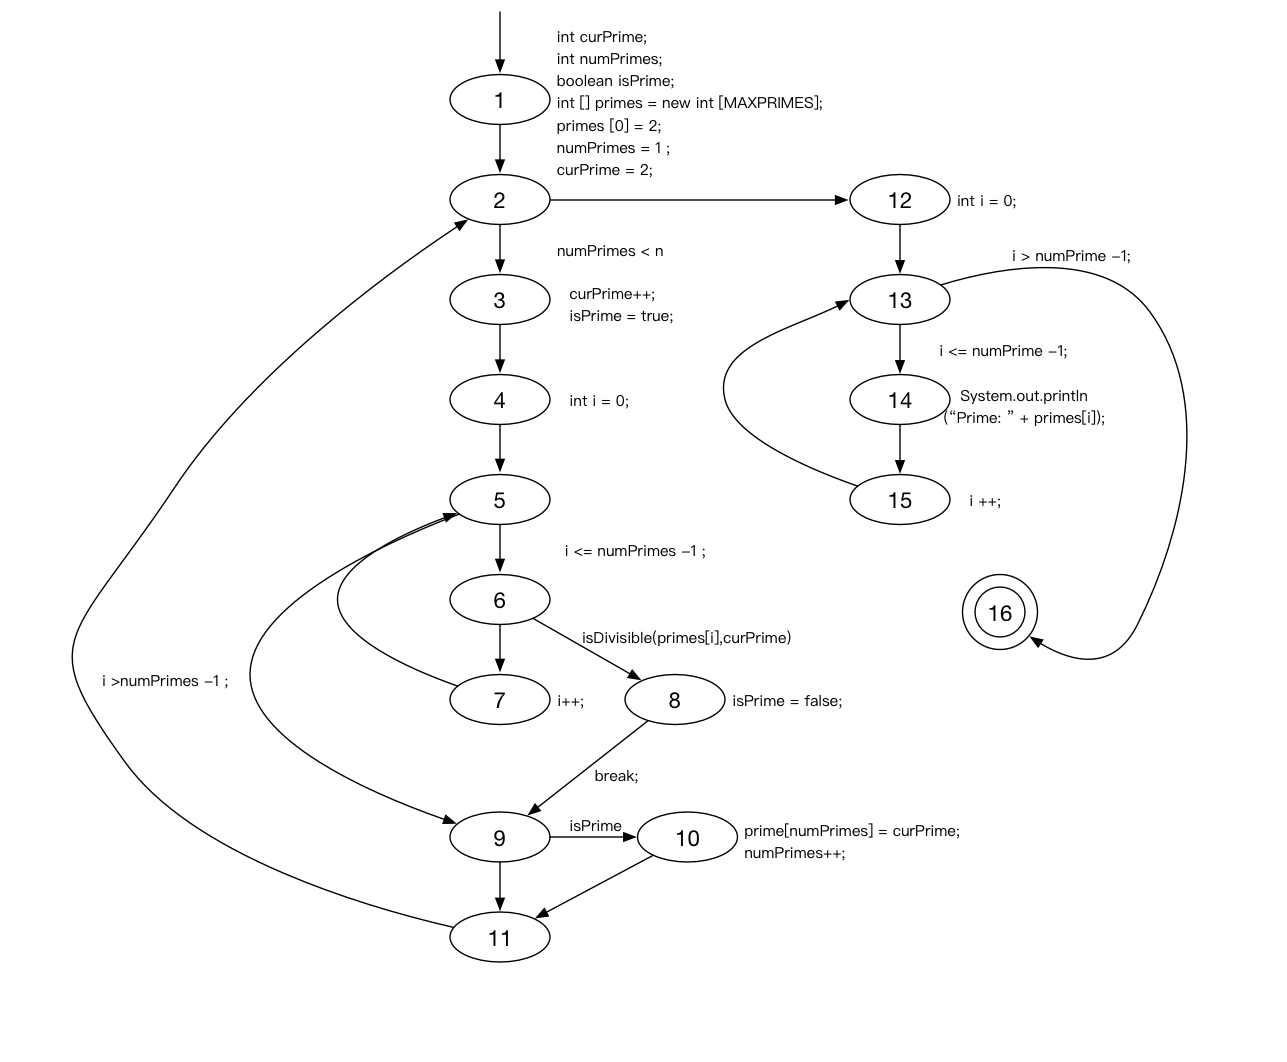 int curPrime;
int numPrimes;
boolean isPrime;
int [] primes = new int [MAXPRIMES];
primes [0] = 2;
numPrimes = 1 ;
curPrime = 2;
1
2
12
int i = 0;
numPrimes < n
i > numPrime –1;
3
curPrime++;
isPrime = true;
13
i <= numPrime –1;
4
int i = 0;
14
System.out.println
(“Prime: ” + primes[i]);
5
15
i ++;
i <= numPrimes –1 ;
6
16
isDivisible(primes[i],curPrime)
i >numPrimes –1 ;
7
i++;
8
isPrime = false;
break;
9
isPrime
10
prime[numPrimes] = curPrime;
numPrimes++;
11